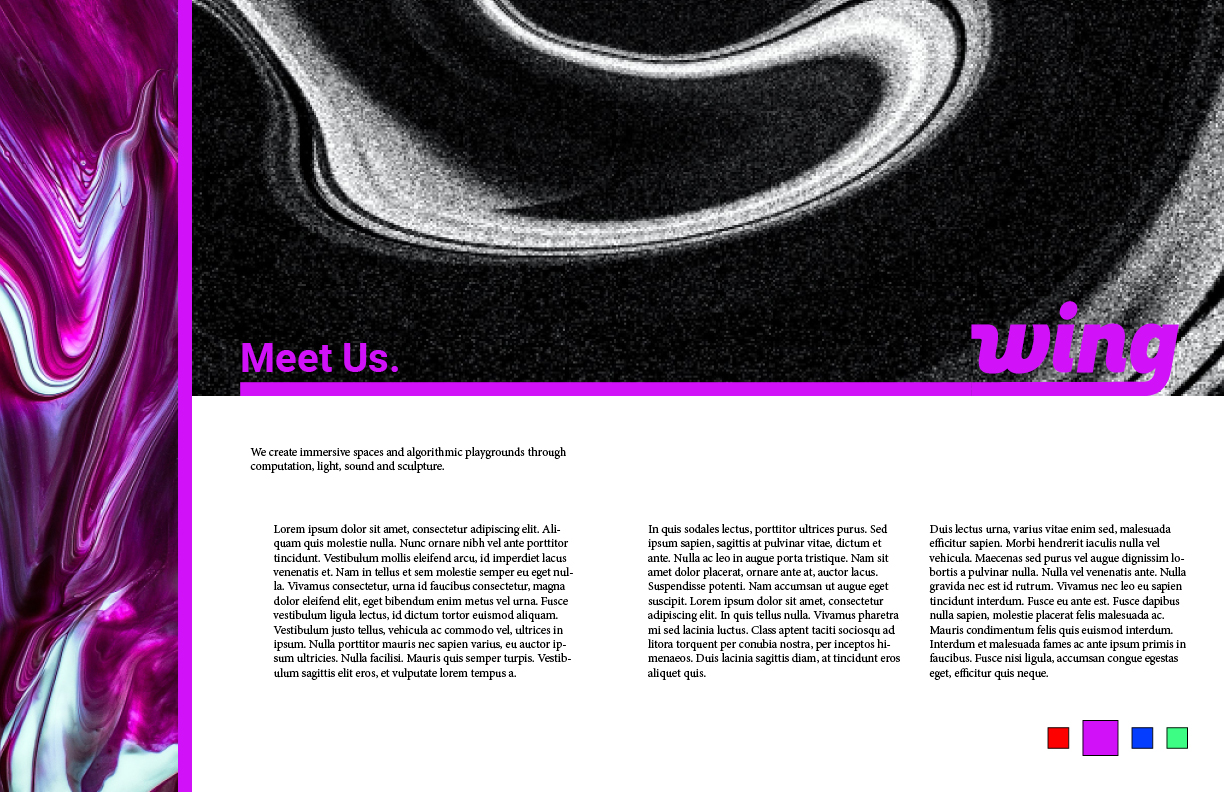 Meet Us.
wing
We create immersive spaces and algorithmic playgrounds through
computation, light, sound and sculpture.
Lorem ipsum dolor sit amet, consectetur adipiscing elit. Ali-
quam quis molestie nulla. Nunc ornare nibh vel ante porttitor
tincidunt. Vestibulum mollis eleifend arcu, id imperdiet lacus
venenatis et. Nam in tellus et sem molestie semper eu eget nul-
la. Vivamus consectetur, urna id faucibus consectetur, magna
dolor eleifend elit, eget bibendum enim metus vel urna. Fusce
vestibulum ligula lectus, id dictum tortor euismod aliquam.
Vestibulum justo tellus, vehicula ac commodo vel, ultrices in
ipsum. Nulla porttitor mauris nec sapien varius, eu auctor ip-
sum ultricies. Nulla facilisi. Mauris quis semper turpis. Vestib-
ulum sagittis elit eros, et vulputate lorem tempus a.
In quis sodales lectus, porttitor ultrices purus. Sed
ipsum sapien, sagittis at pulvinar vitae, dictum et
ante. Nulla ac leo in augue porta tristique. Nam sit
amet dolor placerat, ornare ante at, auctor lacus.
Suspendisse potenti. Nam accumsan ut augue eget
suscipit. Lorem ipsum dolor sit amet, consectetur
adipiscing elit. In quis tellus nulla. Vivamus pharetra
mi sed lacinia luctus. Class aptent taciti sociosqu ad
litora torquent per conubia nostra, per inceptos hi-
menaeos. Duis lacinia sagittis diam, at tincidunt eros
aliquet quis.
Duis lectus urna, varius vitae enim sed, malesuada
efficitur sapien. Morbi hendrerit iaculis nulla vel
vehicula. Maecenas sed purus vel augue dignissim lo-
bortis a pulvinar nulla. Nulla vel venenatis ante. Nulla
gravida nec est id rutrum. Vivamus nec leo eu sapien
tincidunt interdum. Fusce eu ante est. Fusce dapibus
nulla sapien, molestie placerat felis malesuada ac.
Mauris condimentum felis quis euismod interdum.
Interdum et malesuada fames ac ante ipsum primis in
faucibus. Fusce nisi ligula, accumsan congue egestas
eget, efficitur quis neque.